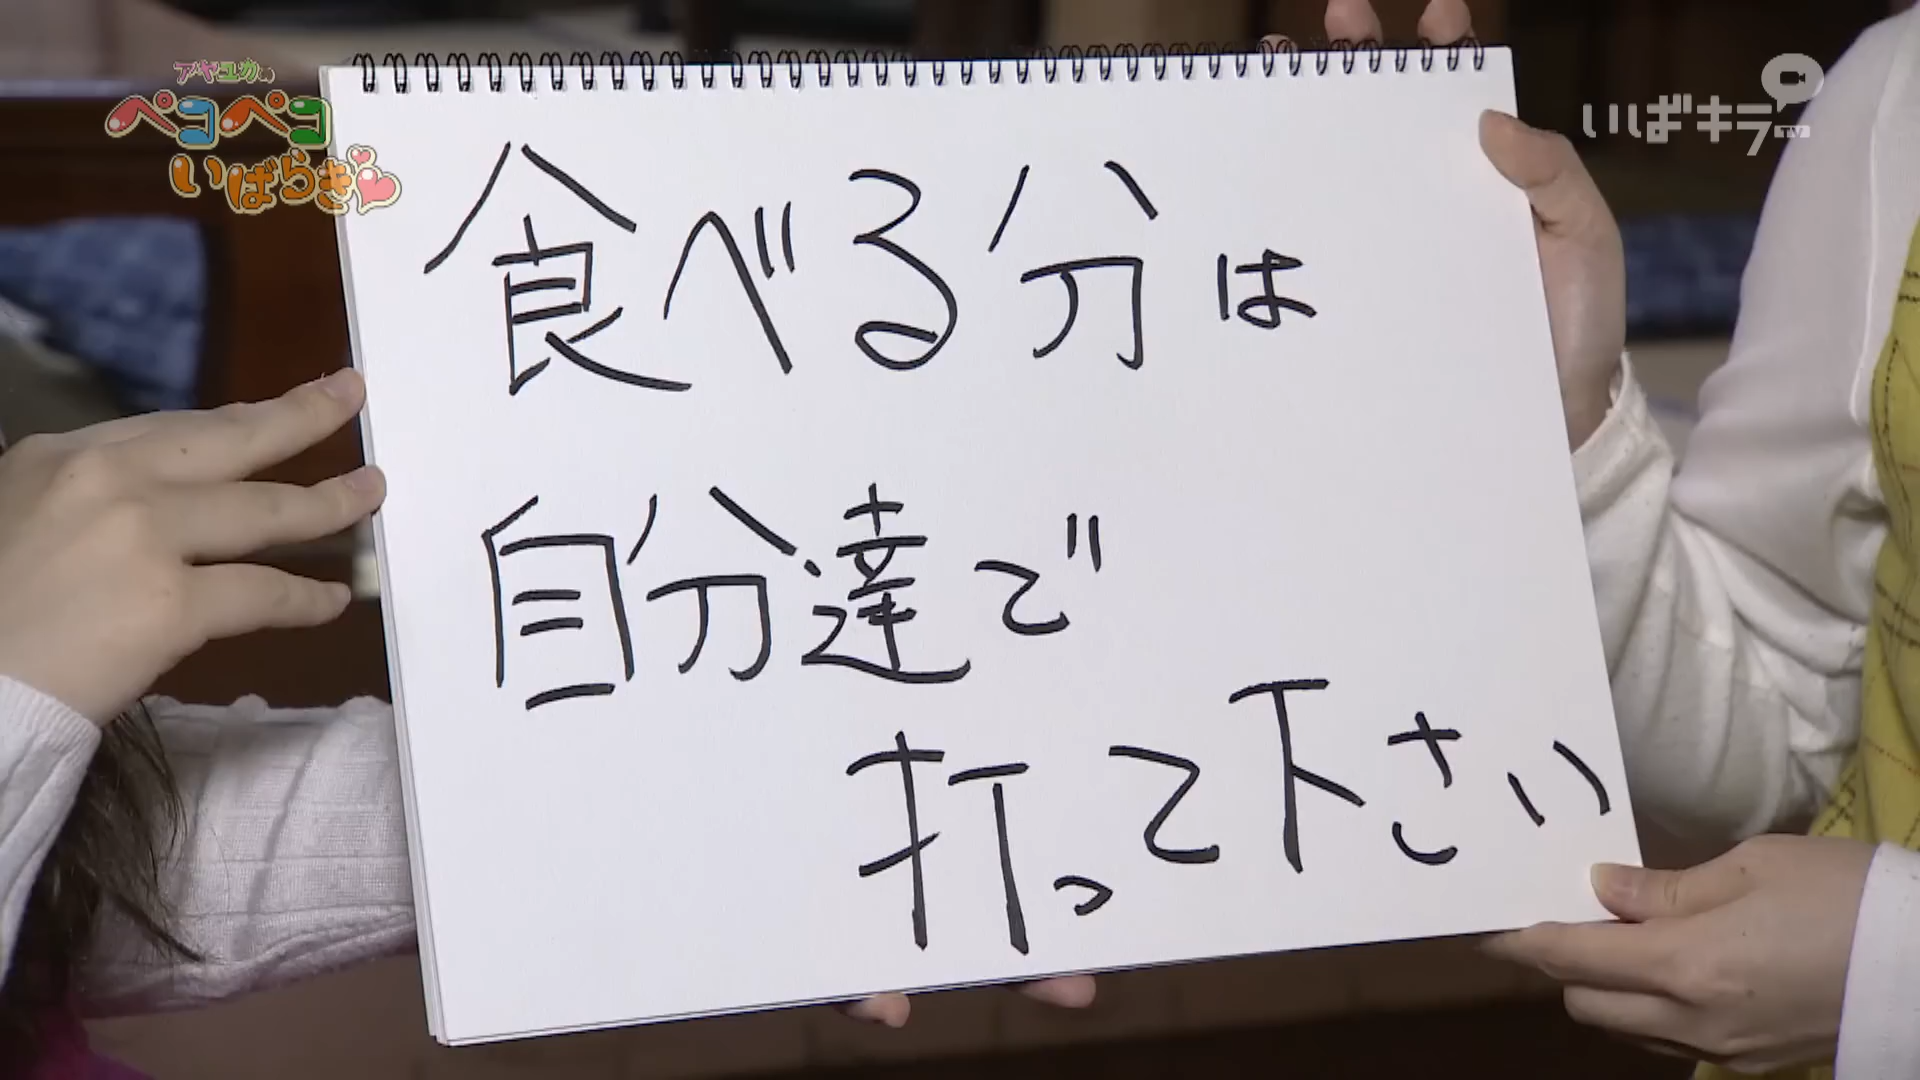 アヤユカの
ペコペコ
いばらき
いばキラTV
食べる分は
自分達で
打って下さい